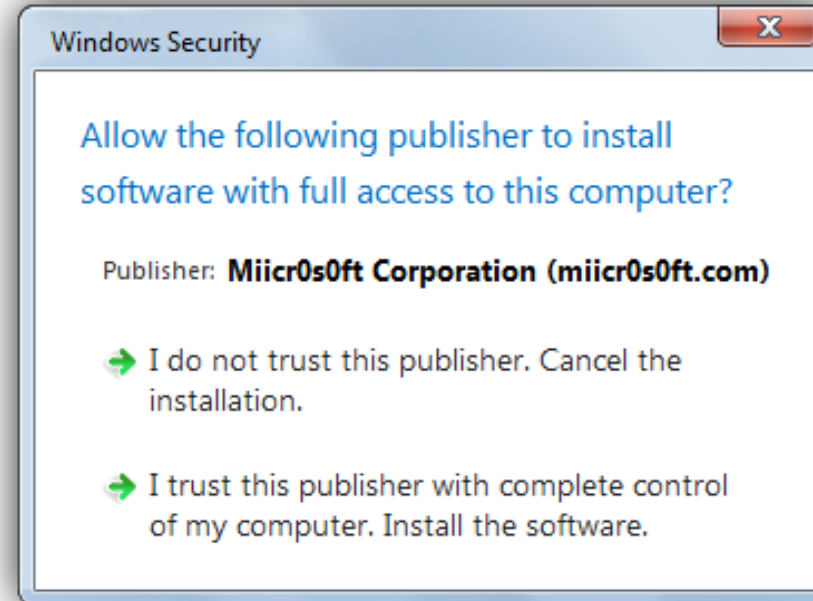 Windows Security
Allow the following publisher to install
software with full access to this computer?
Publisher: Miicr0s0ft Corporation (miicr0s0ft.com)
I do not trust this publisher. Cancel the
installation.
I trust this publisher with complete control
of my computer. Install the software.